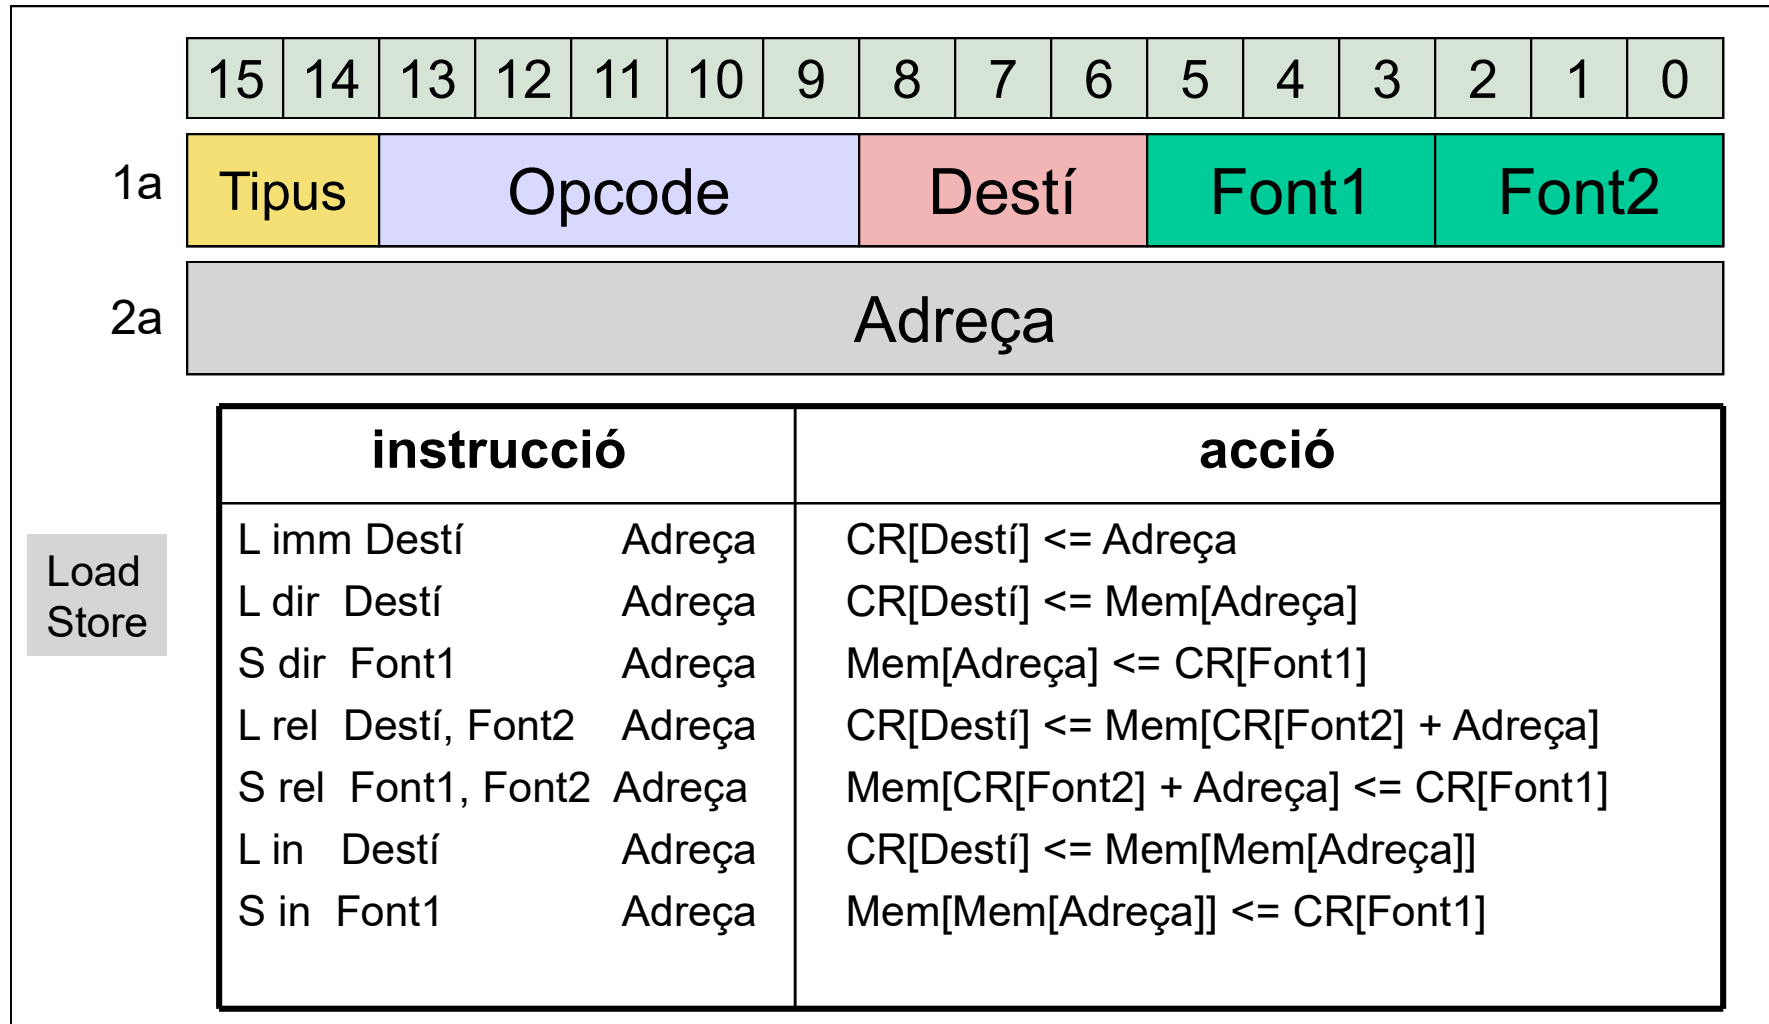 15 14 13 12 11 10 9 8 7 6 5 4 3 2 1 0
1a Tipus Opcode Destí Font1 Font2
2a Adreça
instrucció acció
Load
Store
L imm Destí Adreça CR[Destí] <= Adreça
L dir Destí Adreça CR[Destí] <= Mem[Adreça]
S dir Font1 Adreça Mem[Adreça] <= CR[Font1]
L rel Destí, Font2 Adreça CR[Destí] <= Mem[CR[Font2] + Adreça]
S rel Font1, Font2 Adreça Mem[CR[Font2] + Adreça] <= CR[Font1]
L in Destí Adreça CR[Destí] <= Mem[Mem[Adreça]]
S in Font1 Adreça Mem[Mem[Adreça]] <= CR[Font1]